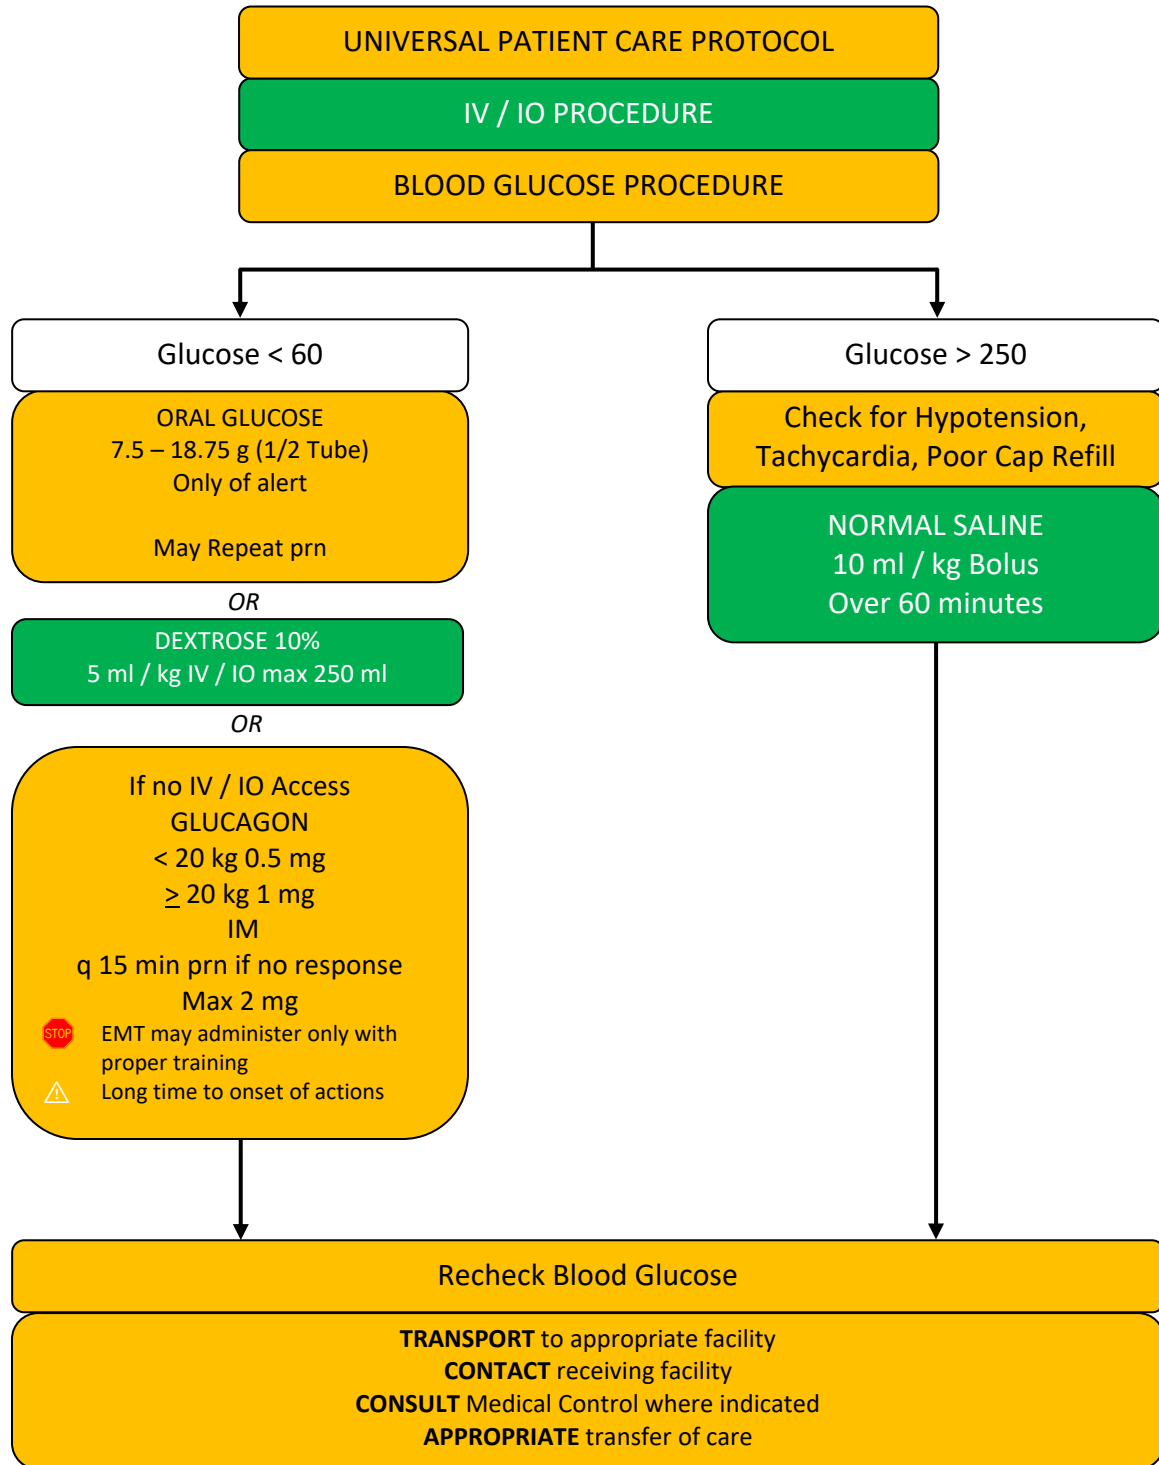 UNIVERSAL PATIENT CARE PROTOCOL
IV / IO PROCEDURE
BLOOD GLUCOSE PROCEDURE
Glucose < 60
ORAL GLUCOSE
7.5 – 18.75 g (1/2 Tube)
Only of alert
May Repeat prn
OR
DEXTROSE 10%
5 ml / kg IV / IO max 250 ml
OR
If no IV / IO Access
GLUCAGON
< 20 kg 0.5 mg
≥ 20 kg 1 mg
IM
q 15 min prn if no response
Max 2 mg
STOP EMT may administer only with
proper training
Long time to onset of actions
Glucose > 250
Check for Hypotension,
Tachycardia, Poor Cap Refill
NORMAL SALINE
10 ml / kg Bolus
Over 60 minutes
Recheck Blood Glucose
TRANSPORT to appropriate facility
CONTACT receiving facility
CONSULT Medical Control where indicated
APPROPRIATE transfer of care